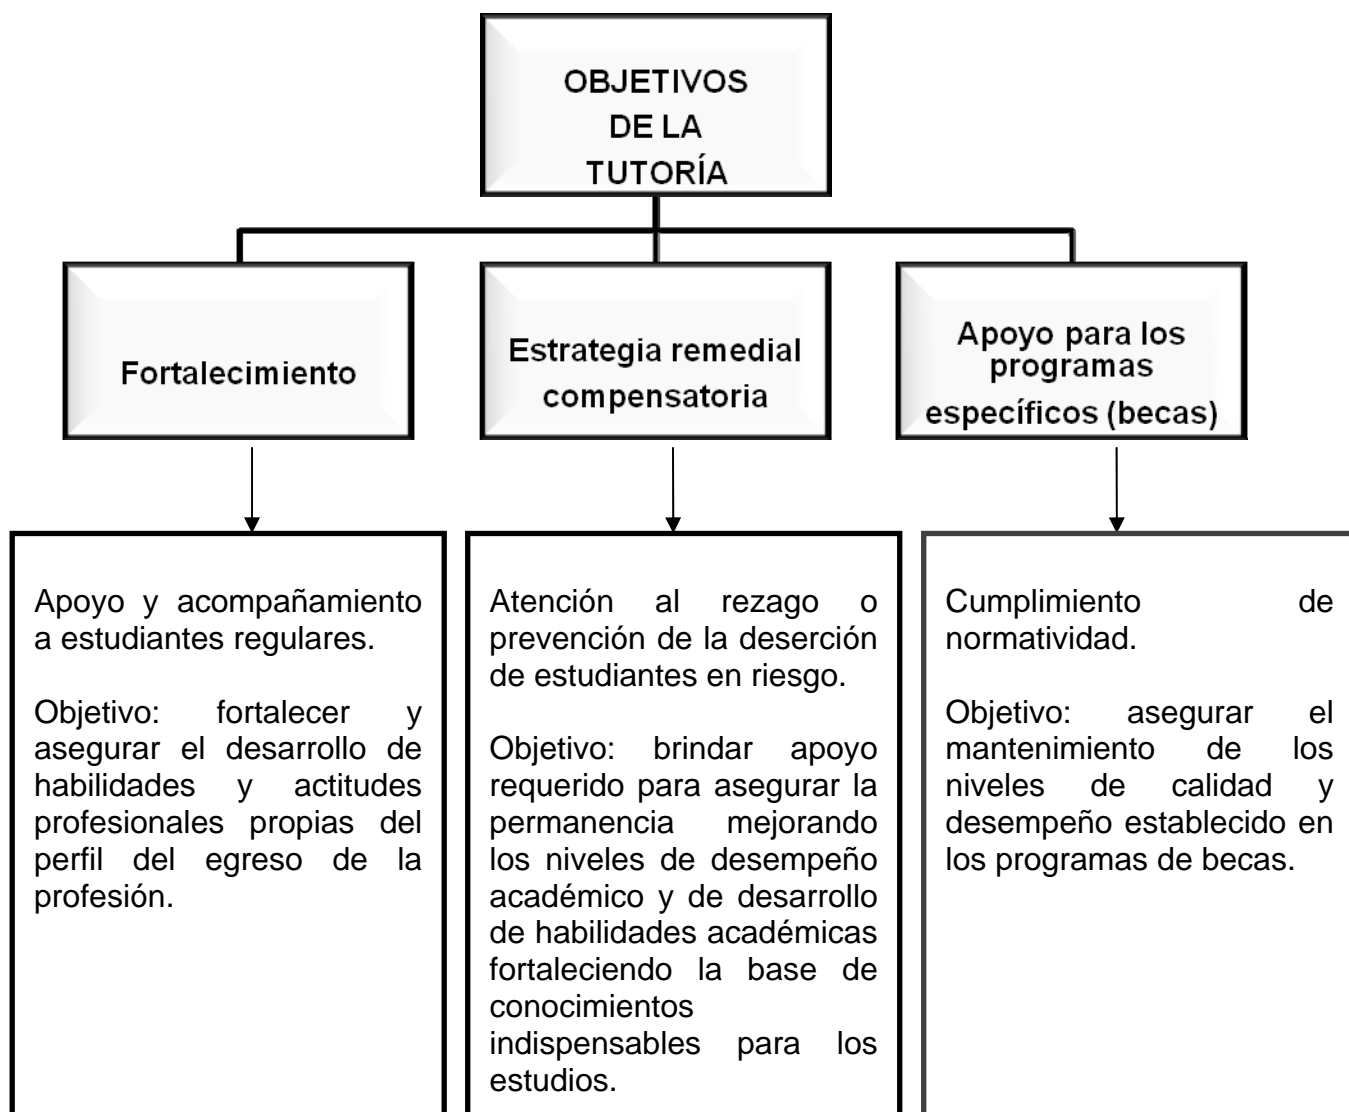 OBJETIVOS
DE LA
TUTORÍA
Fortalecimiento
Estrategia remedial
compensatoria
Apoyo para los
programas
específicos (becas)
Apoyo y acompañamiento
a estudiantes regulares.
Objetivo: fortalecer y
asegurar el desarrollo de
habilidades y actitudes
profesionales propias del
perfil del egreso de la
profesión.
Atención al rezago o
prevención de la deserción
de estudiantes en riesgo.
Objetivo: brindar apoyo
requerido para asegurar la
permanencia mejorando
los niveles de desempeño
académico y de desarrollo
de habilidades académicas
fortaleciendo la base de
conocimientos
indispensables para los
estudios.
Cumplimiento de
normatividad.
Objetivo: asegurar el
mantenimiento de los
niveles de calidad y
desempeño establecido en
los programas de becas.